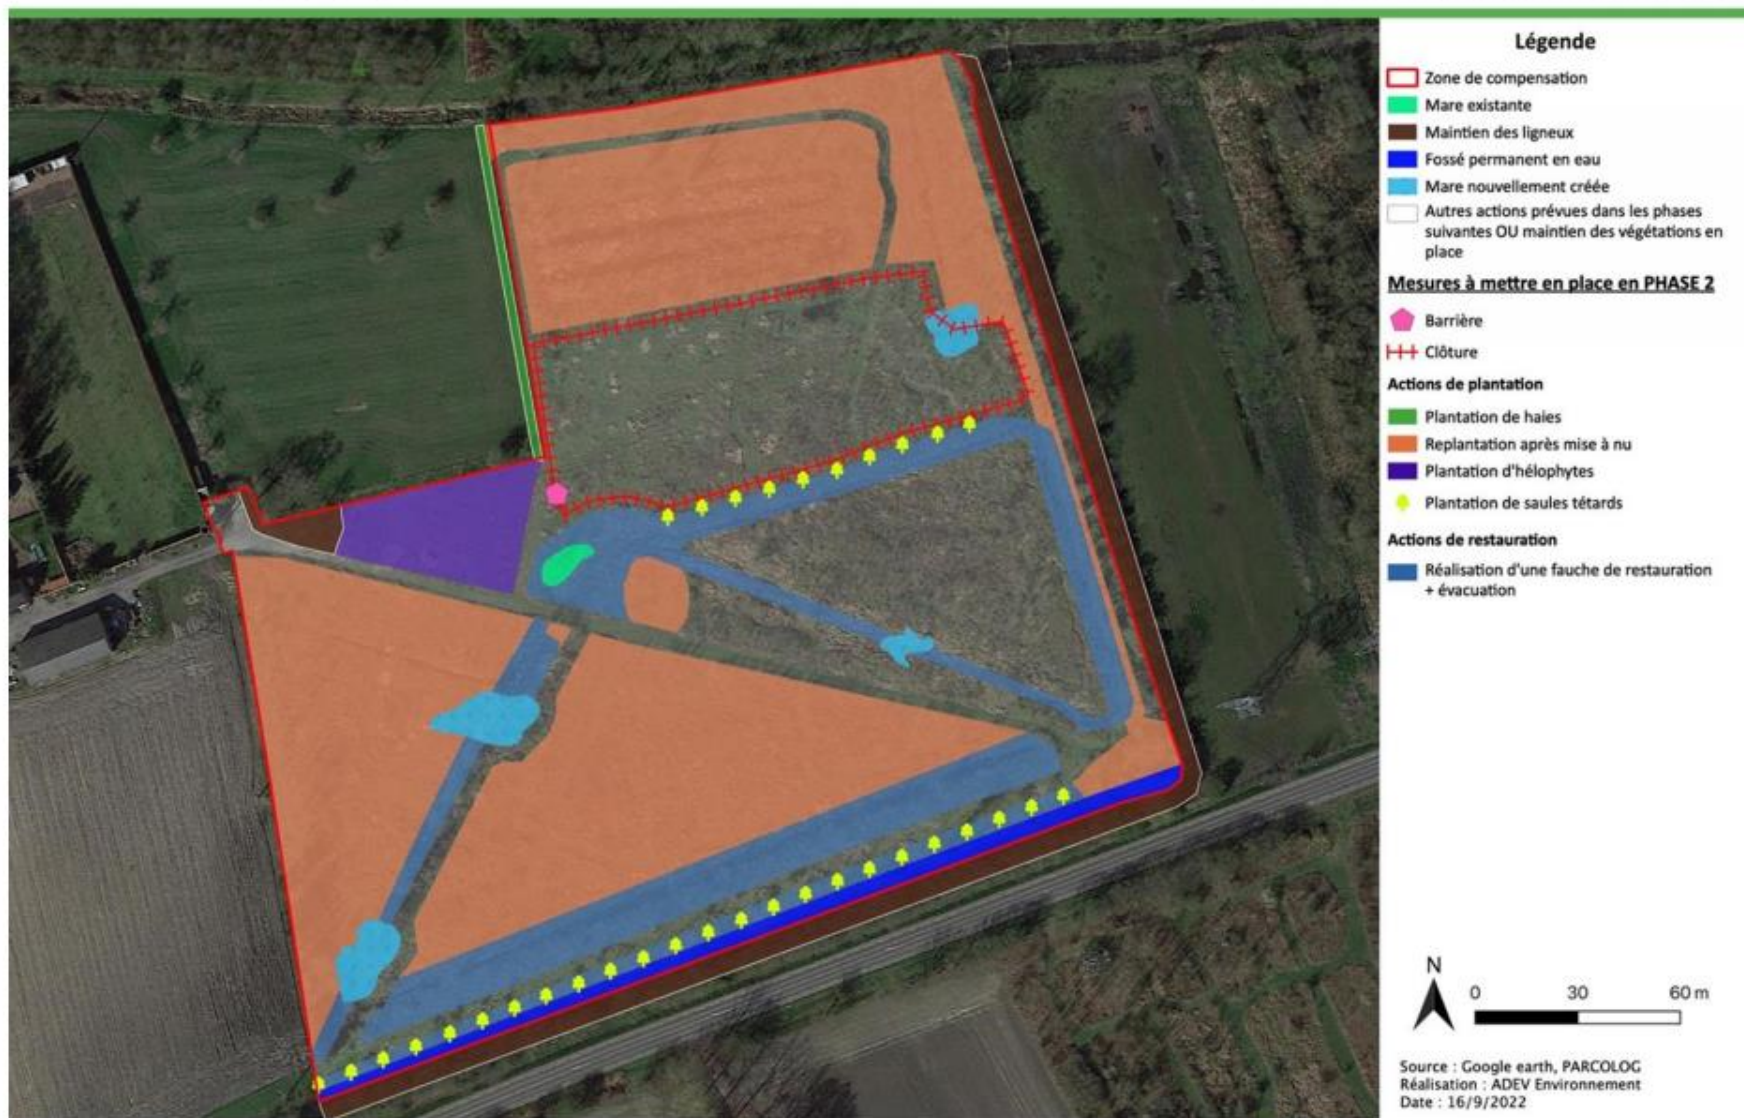 Légende
Zone de compensation
Mare existante
Maintien des ligneux
Fossé permanent en eau
Mare nouvellement créée
Autres actions prévues dans les phases
suivantes OU maintien des végétations en
place
Mesures à mettre en place en PHASE 2
Barrière
Clôture
Actions de plantation
Plantation de haies
Replantation après mise à nu
Plantation d'hélophytes
Plantation de saules tétards
Actions de restauration
Réalisation d'une fauche de restauration
+ évacuation
N
0 30 60 m
Source : Google earth, PARCOLOG
Réalisation : ADEV Environnement
Date : 16/9/2022